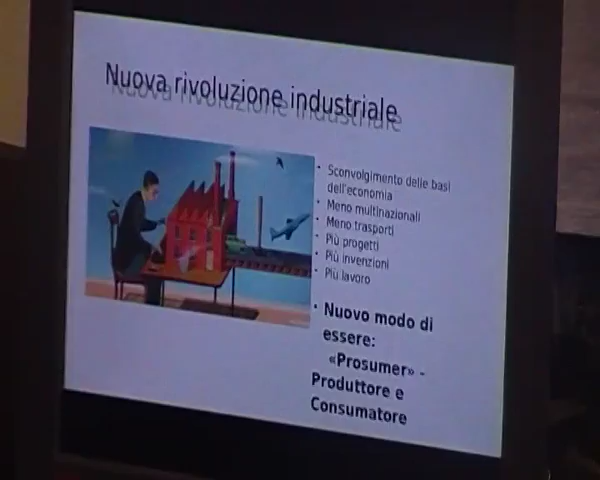 Nuova rivoluzione industriale
• Sconvolgimento delle basi
dell'economia
• Meno multinazionali
• Meno trasporti
• Più progetti
• Più invenzioni
• Più lavoro
• Nuovo modo di
essere:
«Prosumer» -
Produttore e
Consumatore